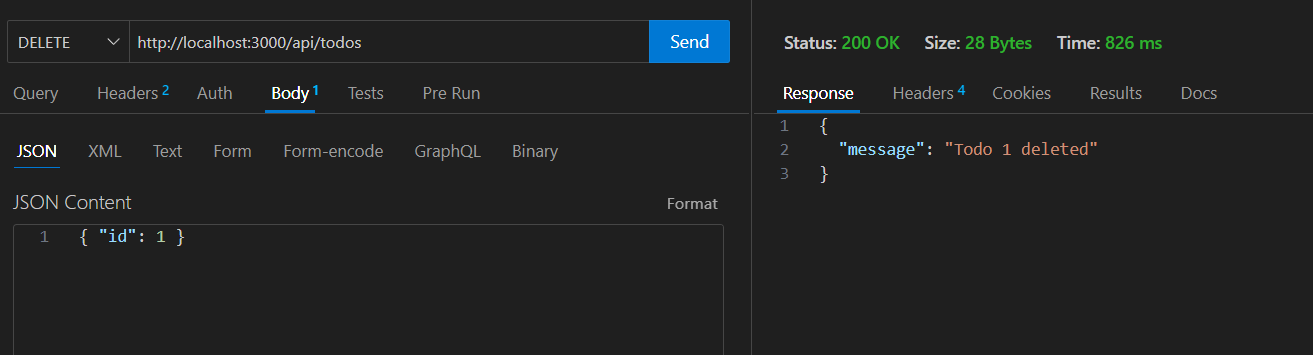 DELETE http://localhost:3000/api/todos Send
Query Headers 2 Auth Body 1 Tests Pre Run
JSON XML Text Form Form-encode GraphQL Binary
JSON Content Format
1 { "id": 1 }
Status: 200 OK Size: 28 Bytes Time: 826 ms
Response Headers 4 Cookies Results Docs
1 {
2 "message": "Todo 1 deleted"
3 }